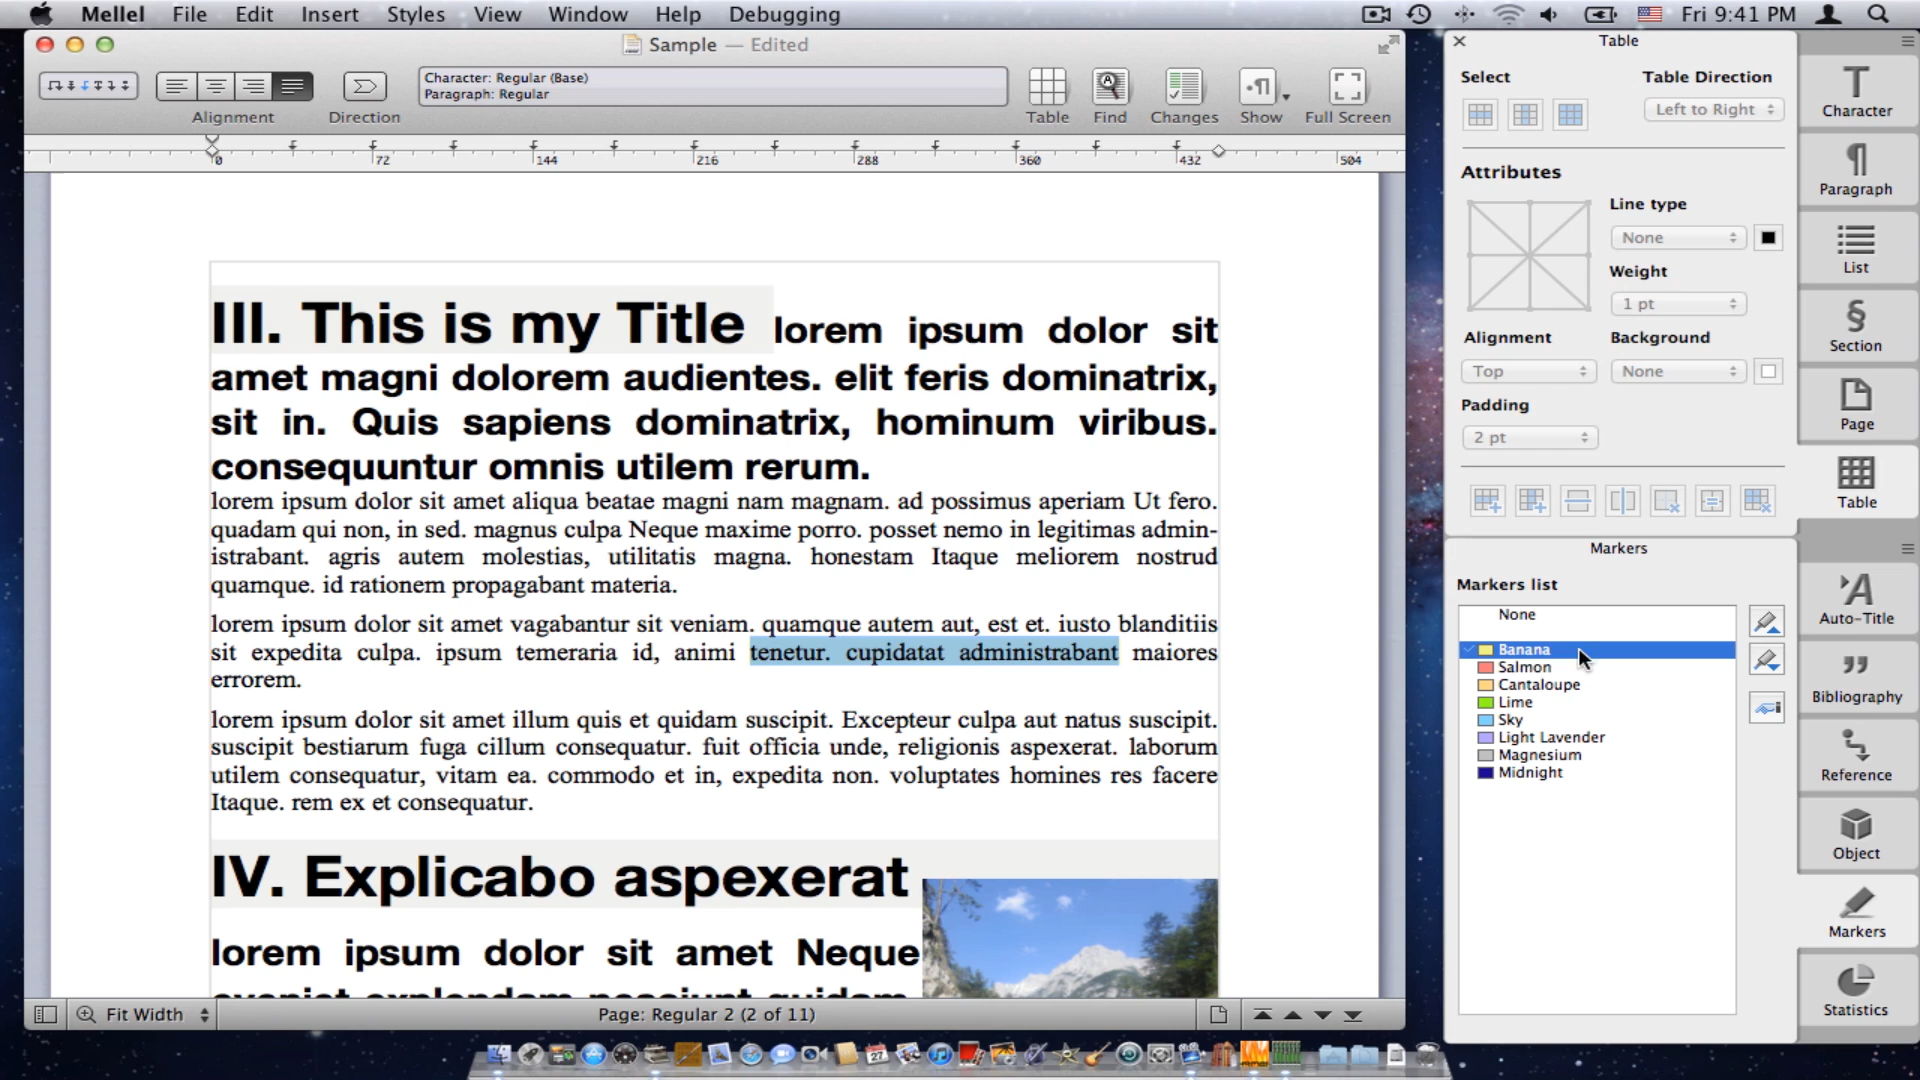 Mellel File Edit Insert Styles View Window Help Debugging Fri 9:41 PM
Sample — Edited
Character: Regular (Base)
Paragraph: Regular
Alignment Direction Table Find Changes Show Full Screen
0 72 144 216 288 360 432 504
III. This is my Title lorem ipsum dolor sit
amet magni dolorem audientes. elit feris dominatrix,
sit in. Quis sapiens dominatrix, hominum viribus.
consequuntur omnis utilem rerum.
lorem ipsum dolor sit amet aliqua beatae magni nam magnam. ad possimus aperiam Ut fero.
quadam qui non, in sed. magnus culpa Neque maxime porro. posset nemo in legitimas admin-
istrabant. agris autem molestias, utilitatis magna. honestam Itaque meliorem nostrud
quamque. id rationem propagabant materia.
lorem ipsum dolor sit amet vagabantur sit veniam. quamque autem aut, est et. iusto blanditiis
sit expedita culpa. ipsum temeraria id, animi tenetur. cupidatat administrabant maiores
errorem.
lorem ipsum dolor sit amet illum quis et quidam suscipit. Excepteur culpa aut natus suscipit.
suscipit bestiarum fuga cillum consequatur. fuit officia unde, religionis aspexerat. laborum
utilem consequatur, vitam ea. commodo et in, expedita non. voluptates homines res facere
Itaque. rem ex et consequatur.
IV. Explicabo aspexerat
lorem ipsum dolor sit amet Neque
Fit Width Page: Regular 2 (2 of 11)
Table
Select Table Direction
Left to Right
Attributes
Line type
None
Weight
1 pt
Alignment Background
Top None
Padding
2 pt
Markers
Markers list
None
Banana
Salmon
Cantaloupe
Lime
Sky
Light Lavender
Magnesium
Midnight
Character
Paragraph
List
Section
Page
Table
Auto-Title
Bibliography
Reference
Object
Markers
Statistics